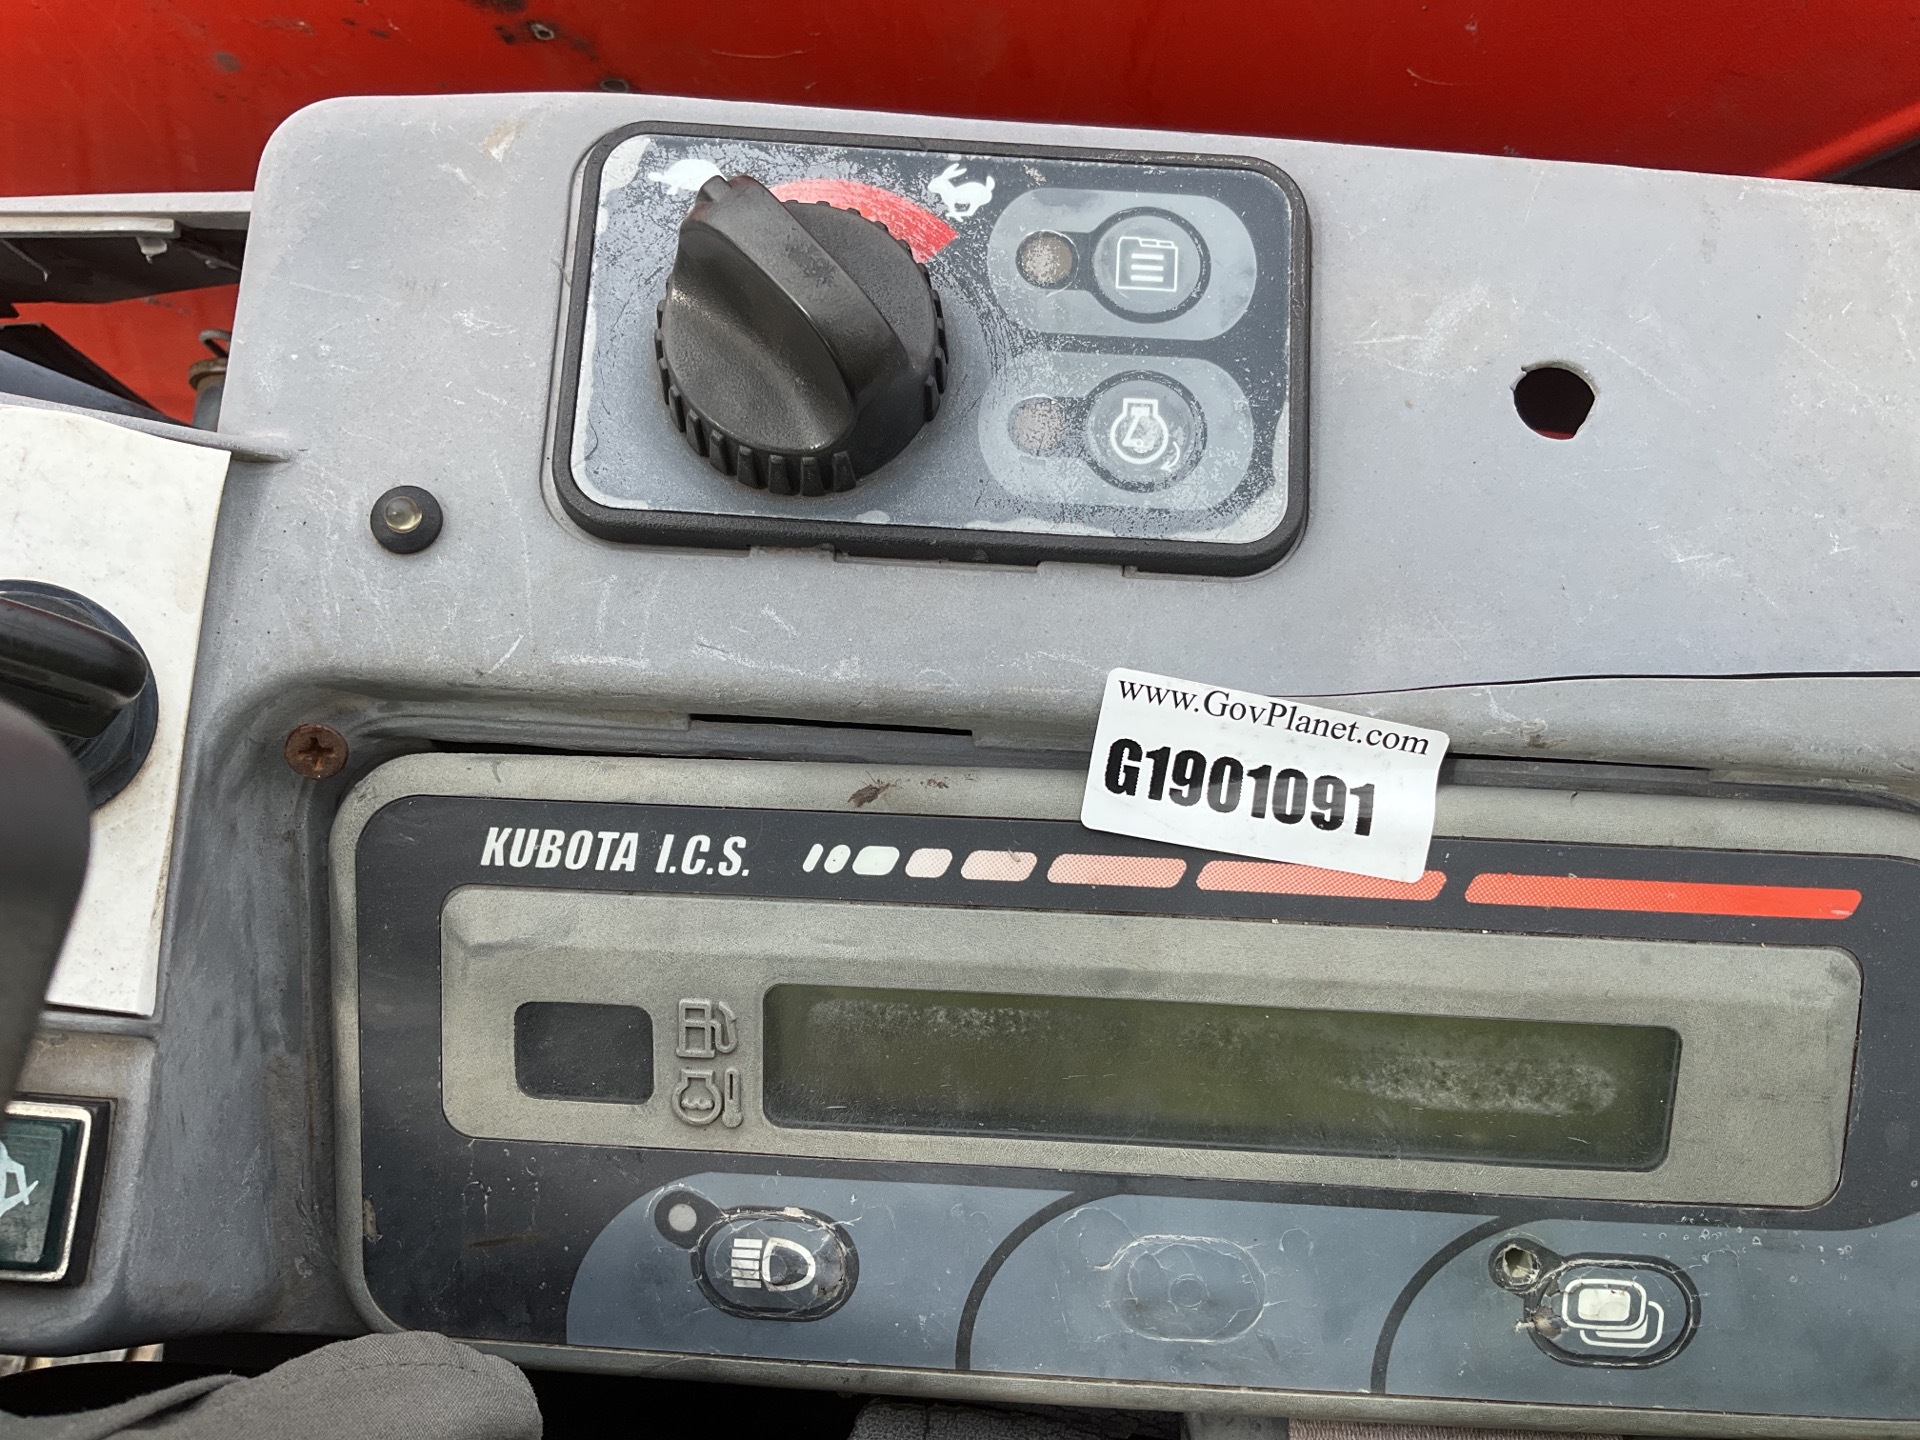 www.GovPlanet.com
G1901091
KUBOTA I.C.S.